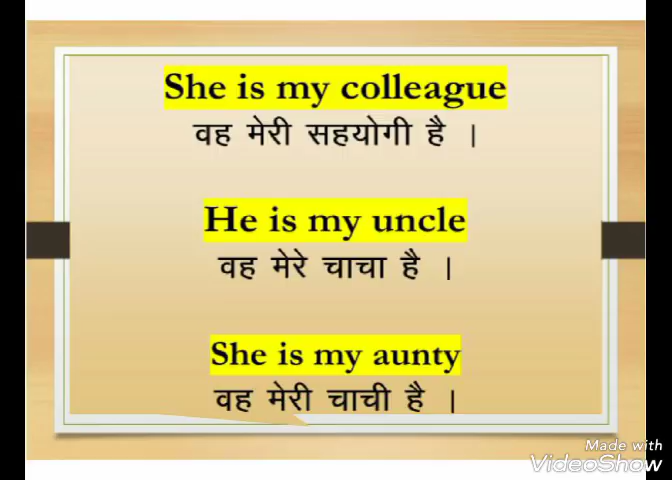 She is my colleague
वह मेरी सहयोगी है ।
He is my uncle
वह मेरे चाचा है ।
She is my aunty
वह मेरी चाची है ।
Made with
VideoShow